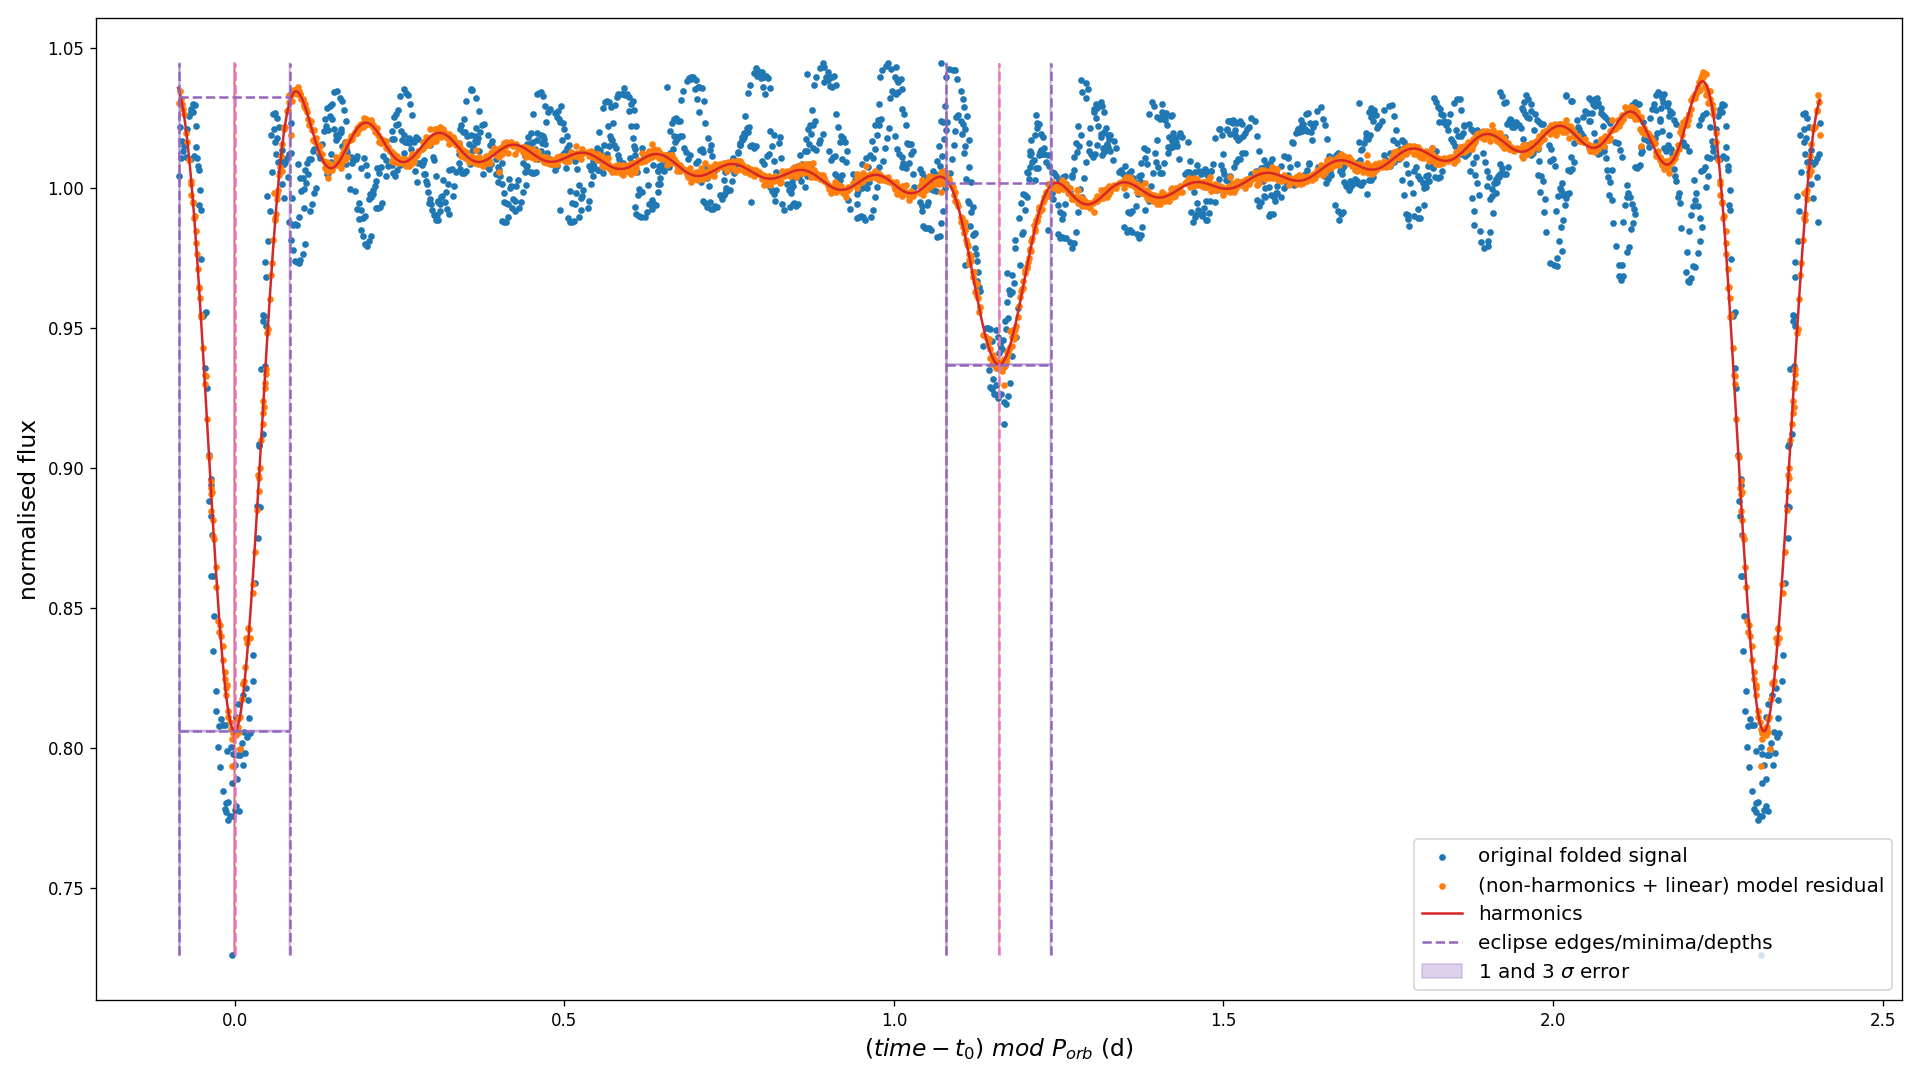 1.05
1.00
0.95
0.90
0.85
0.80
0.75
normalised flux
original folded signal
(non-harmonics + linear) model residual
harmonics
eclipse edges/minima/depths
1 and 3 σ error
0.0 0.5 1.0 1.5 2.0 2.5
(time − t₀) mod Pₒᵣb (d)